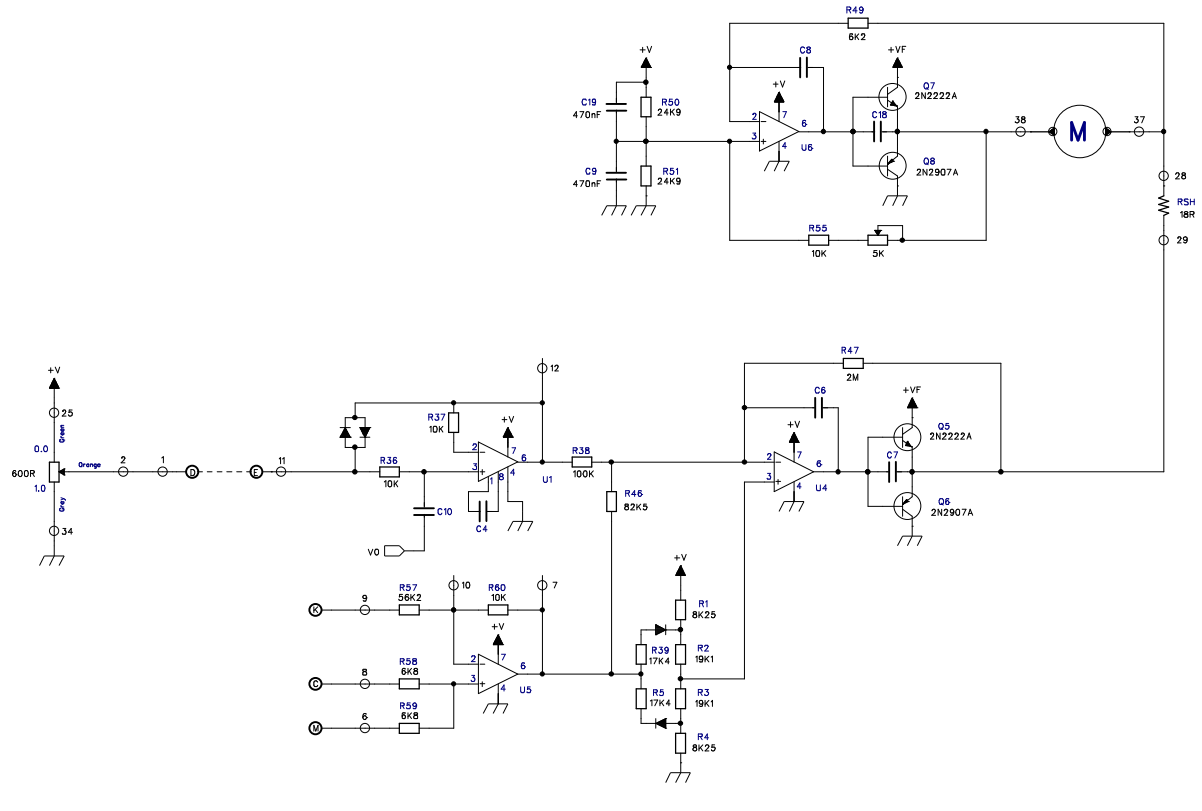 R49
6K2
+V
C8
+VF
Q7
2N2222A
C19
470nF
R50
24K9
+V
7
2
6
C18
38
M
37
3
4
U6
C9
470nF
R51
24K9
Q8
2N2907A
28
RSH
18R
29
R55
10K
5K
+V
25
Green
0.0
600R
Orange
1.0
Grey
34
2
1
D
E
11
R36
10K
C10
V0
12
R37
10K
+V
7
2
6
3
1
8
4
U1
C4
R38
100K
R46
82K5
R47
2M
C6
+VF
Q5
2N2222A
+V
7
2
6
3
4
U4
C7
Q6
2N2907A
K
9
R57
56K2
10
R60
10K
7
+V
7
2
6
3
4
U5
C
8
R58
6K8
M
6
R59
6K8
+V
R1
8K25
R39
17K4
R2
19K1
R5
17K4
R3
19K1
R4
8K25